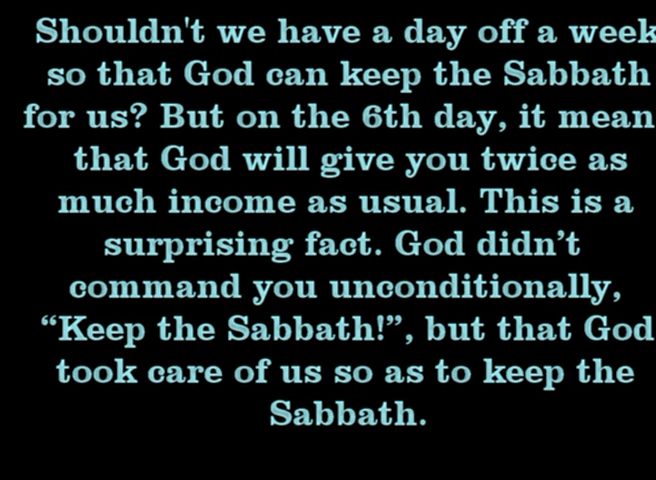 Shouldn't we have a day off a week
so that God can keep the Sabbath
for us? But on the 6th day, it mean
that God will give you twice as
much income as usual. This is a
surprising fact. God didn’t
command you unconditionally,
“Keep the Sabbath!”, but that God
took care of us so as to keep the
Sabbath.